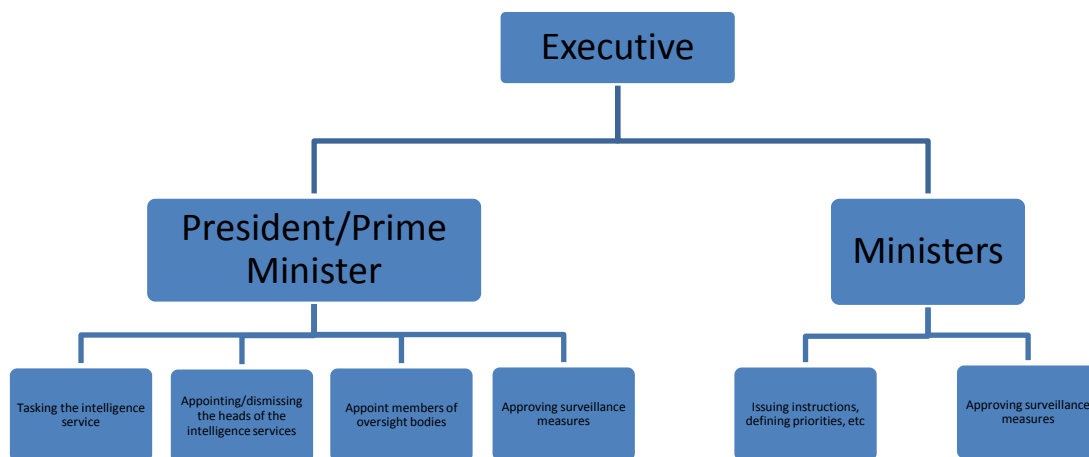 Executive
President/Prime
Minister
Ministers
Tasking the intelligence
service
Appointing/dismissing
the heads of the
intelligence services
Appoint members of
oversight bodies
Approving surveillance
measures
Issuing instructions,
defining priorities, etc
Approving surveillance
measures